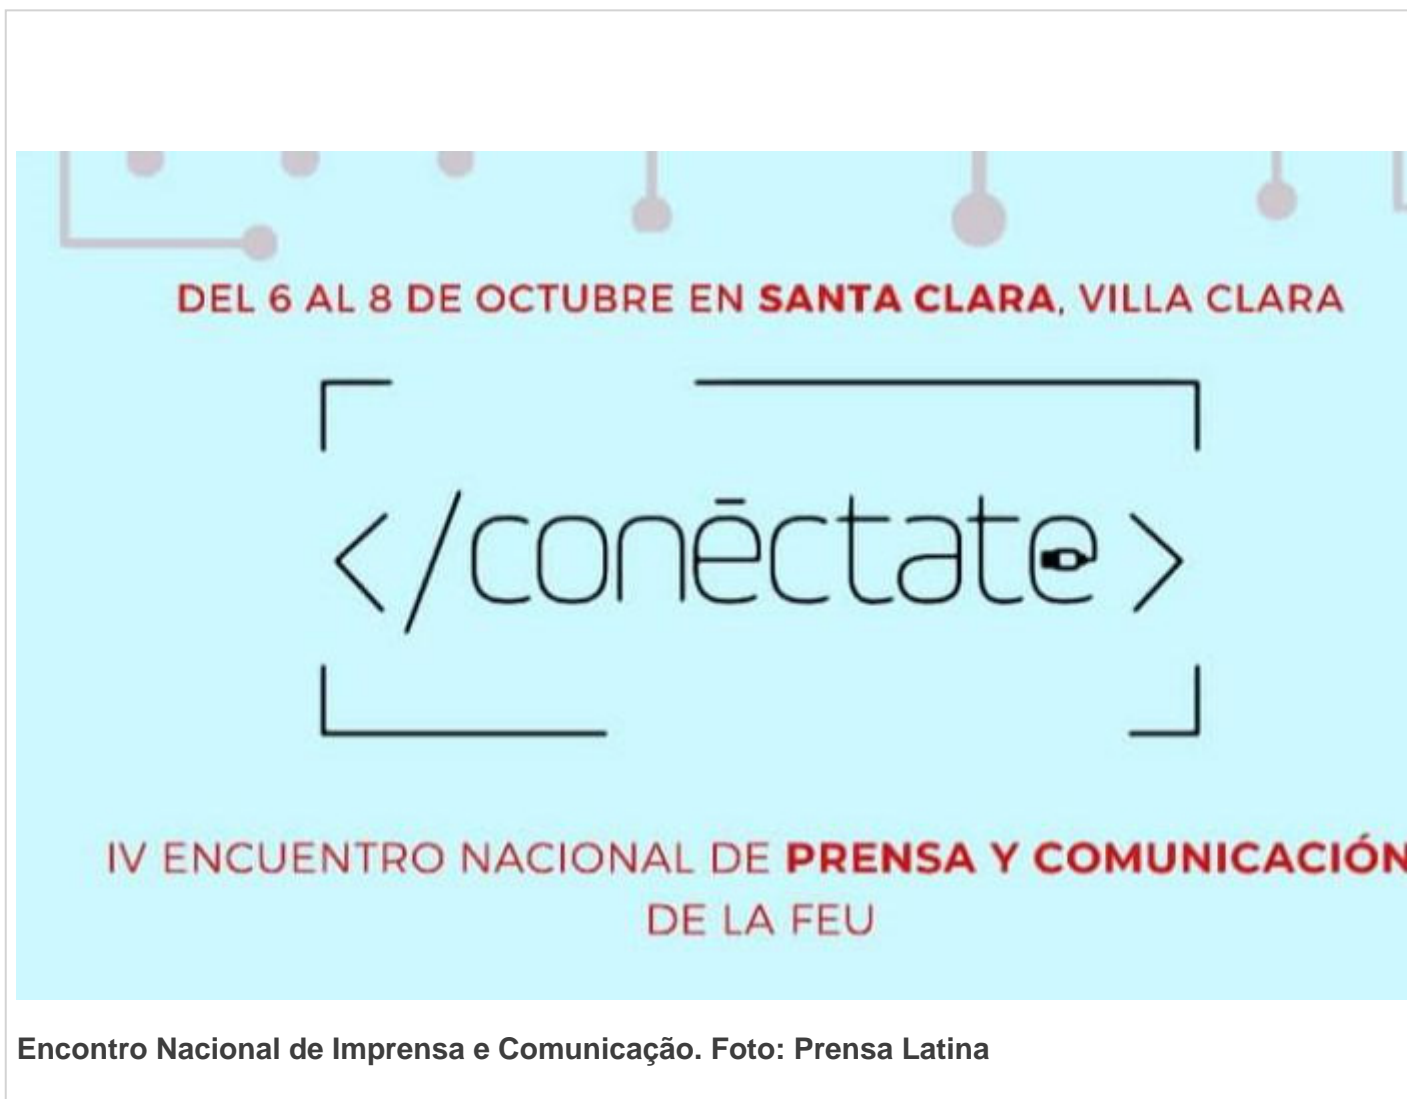 DEL 6 AL 8 DE OCTUBRE EN SANTA CLARA, VILLA CLARA
</conēctate>
IV ENCUENTRO NACIONAL DE PRENSA Y COMUNICACIÓN
DE LA FEU
Encontro Nacional de Imprensa e Comunicação. Foto: Prensa Latina